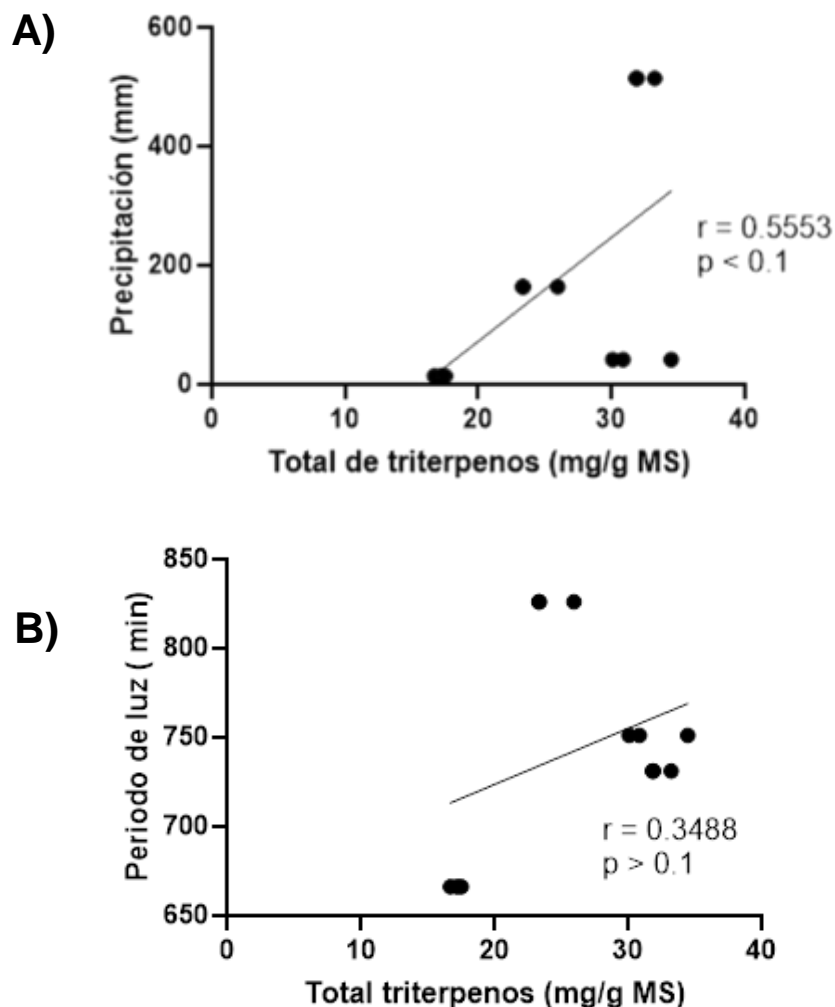 A)
Precipitación (mm)
600
400
200
0
r = 0.5553
p < 0.1
0 10 20 30 40
Total de triterpenos (mg/g MS)
B)
Periodo de luz ( min)
850
800
750
700
650
r = 0.3488
p > 0.1
0 10 20 30 40
Total triterpenos (mg/g MS)